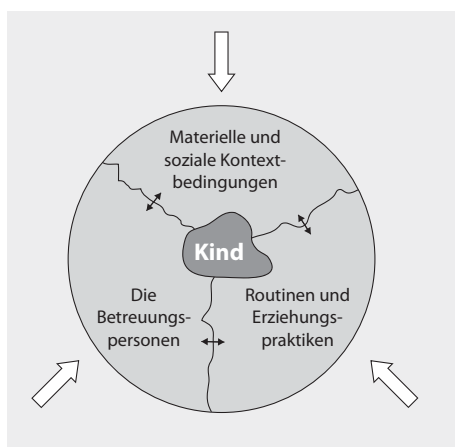 Materielle und
soziale Kontext-
bedingungen
Kind
Die
Betreuungs-
personen
Routinen und
Erziehungs-
praktiken